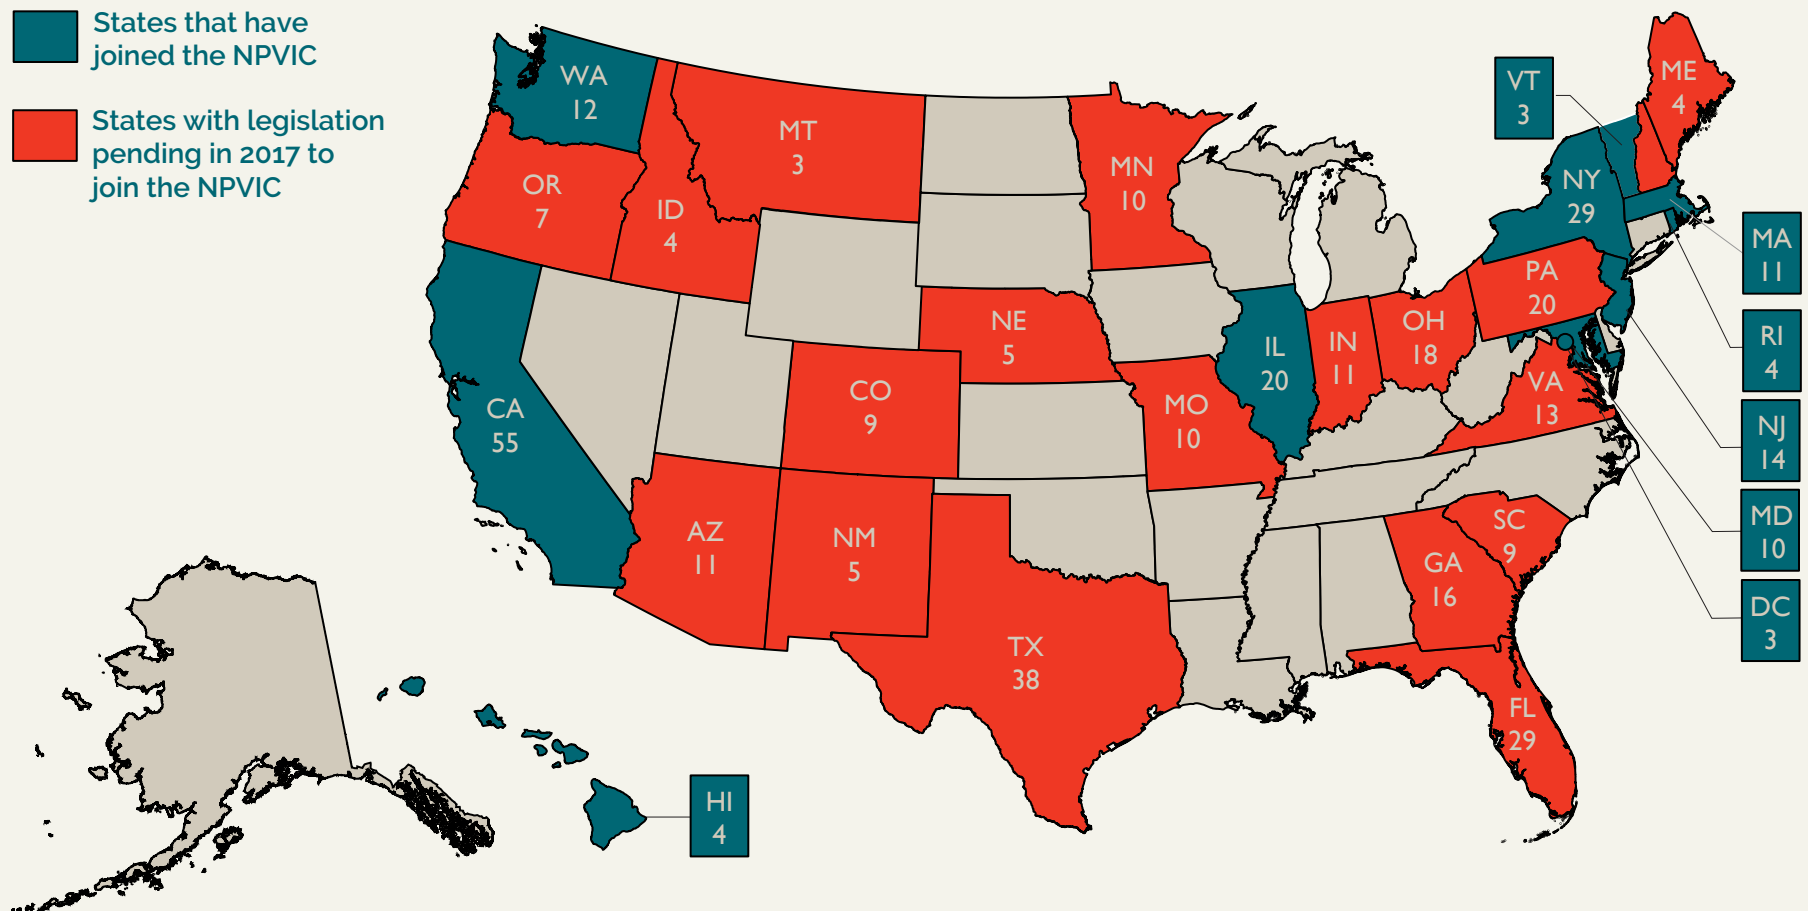 States that have
joined the NPVIC
States with legislation
pending in 2017 to
join the NPVIC
WA
12
OR
7
ID
4
MT
3
MN
10
VT
3
ME
4
NY
29
MA
11
PA
20
RI
4
NE
5
IL
20
IN
11
OH
18
CO
9
CA
55
MO
10
VA
13
NJ
14
AZ
11
NM
5
SC
9
GA
16
MD
10
DC
3
TX
38
FL
29
HI
4